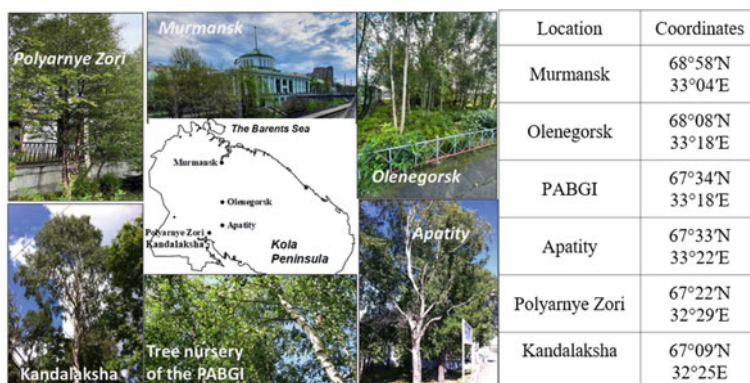 Polyarnye Zori
Murmansk
Olenegorsk
The Barents Sea
Murmansk
Olenegorsk
Apatity
Polyarnye Zori
Kandalaksha
Kola
Peninsula
Kandalaksha
Tree nursery
of the PABGI
Apatity
Location Coordinates
Murmansk 68°58′N
33°04′E
Olenegorsk 68°08′N
33°18′E
PABGI 67°34′N
33°18′E
Apatity 67°33′N
33°22′E
Polyarnye Zori 67°22′N
32°29′E
Kandalaksha 67°09′N
32°25E